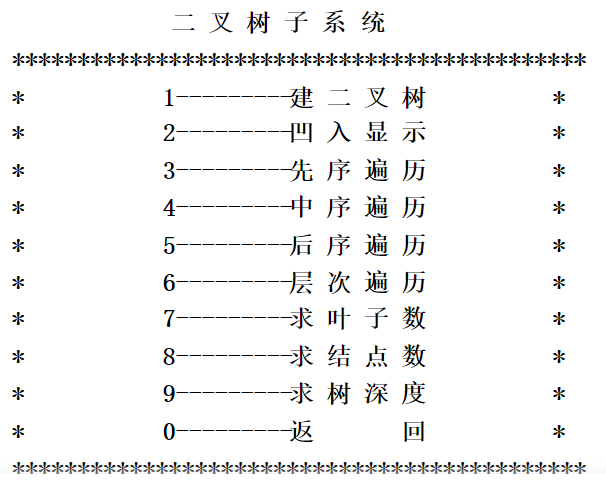 二 叉 树 子 系 统
********************************************
* 1---------建 二 叉 树 *
* 2---------凹 入 显 示 *
* 3---------先 序 遍 历 *
* 4---------中 序 遍 历 *
* 5---------后 序 遍 历 *
* 6---------层 次 遍 历 *
* 7---------求 叶 子 数 *
* 8---------求 结 点 数 *
* 9---------求 树 深 度 *
* 0---------返 回 *
********************************************